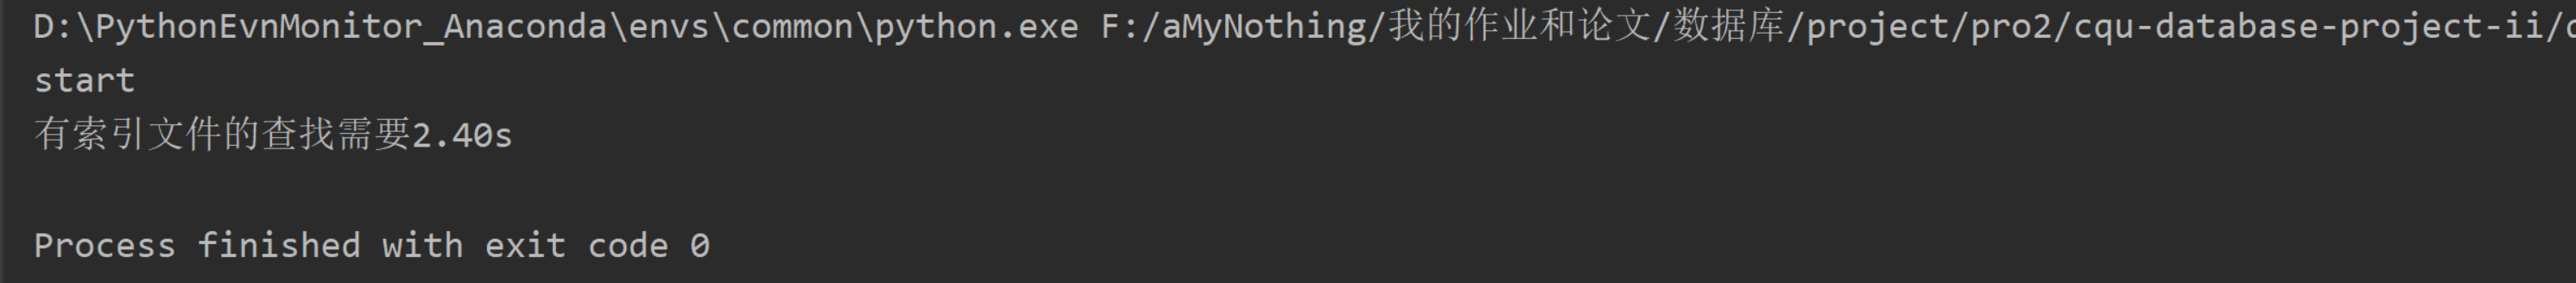 D:\PythonEvnMonitor_Anaconda\envs\common\python.exe F:/aMyNothing/我的作业和论文/数据库/project/pro2/cqu-database-project-ii/
start
有索引文件的查找需要2.40s
Process finished with exit code 0